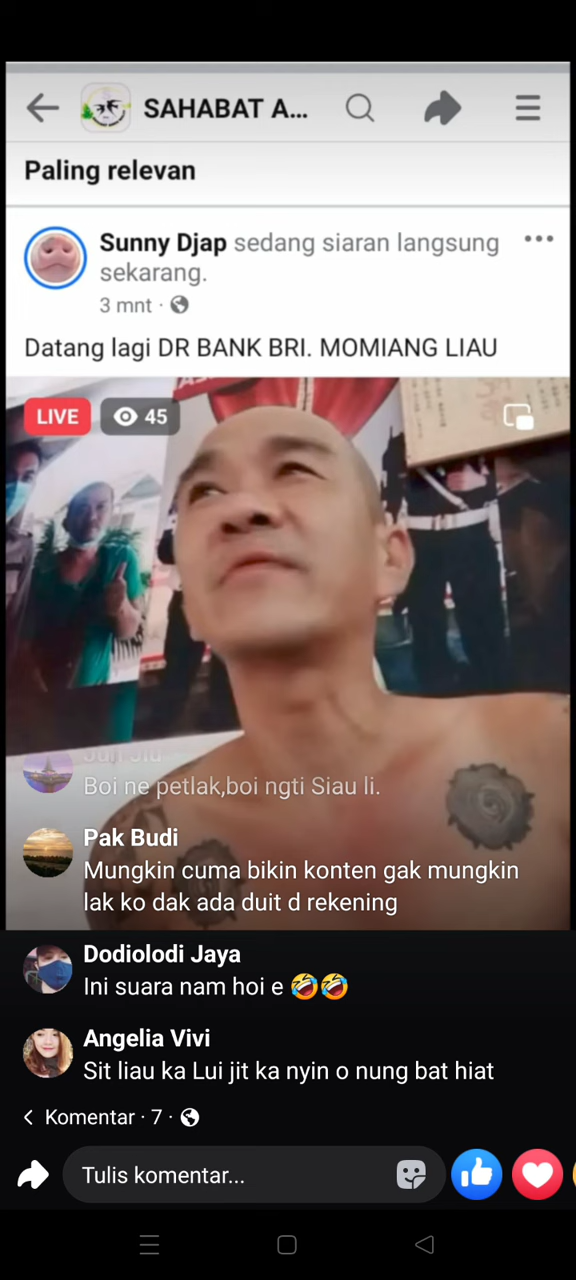 SAHABAT A...
Paling relevan
Sunny Djap sedang siaran langsung
sekarang.
3 mnt ·
Datang lagi DR BANK BRI. MOMIANG LIAU
LIVE
45
Boi ne petlak,boi ngti Siau li.
Pak Budi
Mungkin cuma bikin konten gak mungkin
lak ko dak ada duit d rekening
Dodiolodi Jaya
Ini suara nam hoi e 🤣🤣
Angelia Vivi
Sit liau ka Lui jit ka nyin o nung bat hiat
Komentar · 7 ·
Tulis komentar...